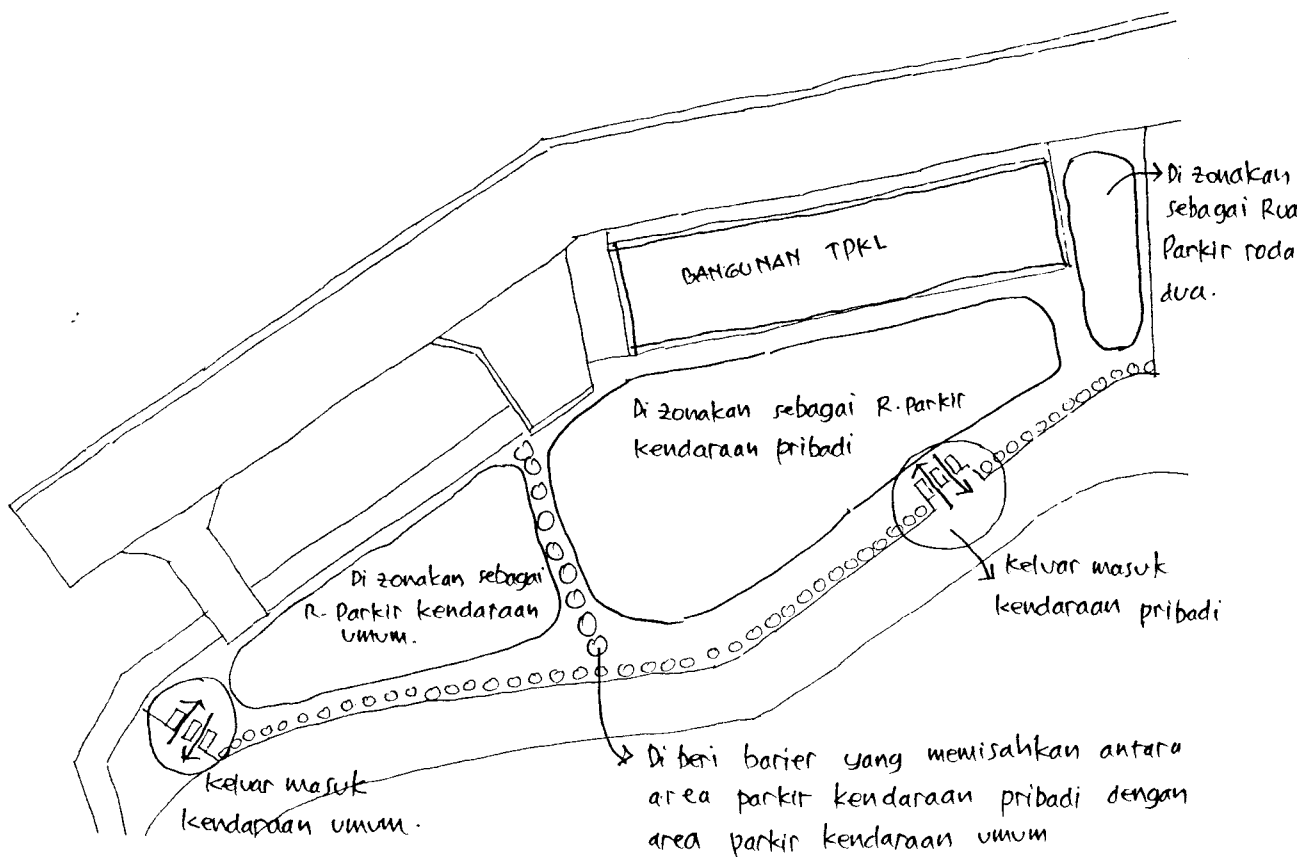 Di zonakan
sebagai Rua
Parkir roda
dua.
BANGUNAN TPKL
Di zonakan sebagai R. Parkir
kendaraan pribadi
Di zonakan sebagai
R. Parkir kendaraan
umum.
keluar masuk
kendaraan pribadi
keluar masuk
kendaraan umum.
Di beri barier yang memisahkan antara
area parkir kendaraan pribadi dengan
area parkir kendaraan umum